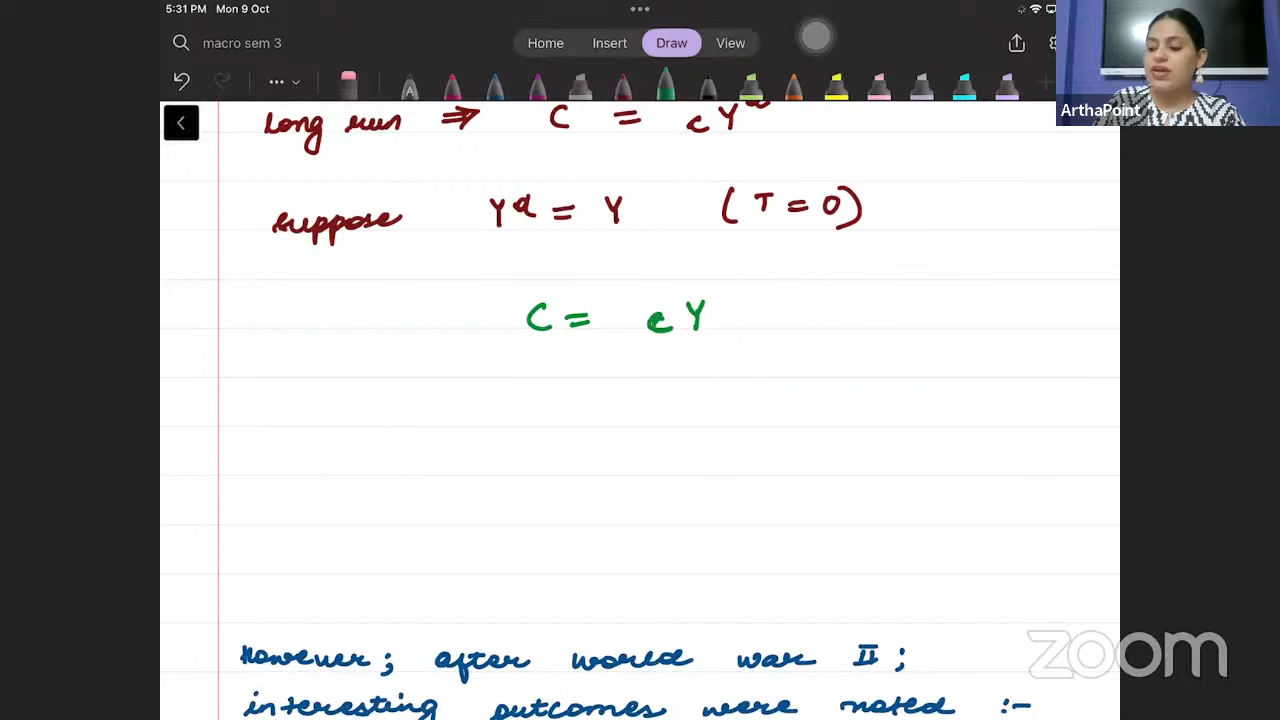 5:31 PM Mon 9 Oct
macro sem 3
Home Insert Draw View
A
ArthaPoint
Long run ⇒ C = cYᵈ
suppose Yᵈ = Y (T = 0)
C = cY
However; after world war II;
interesting outcomes were noted :-
zoom